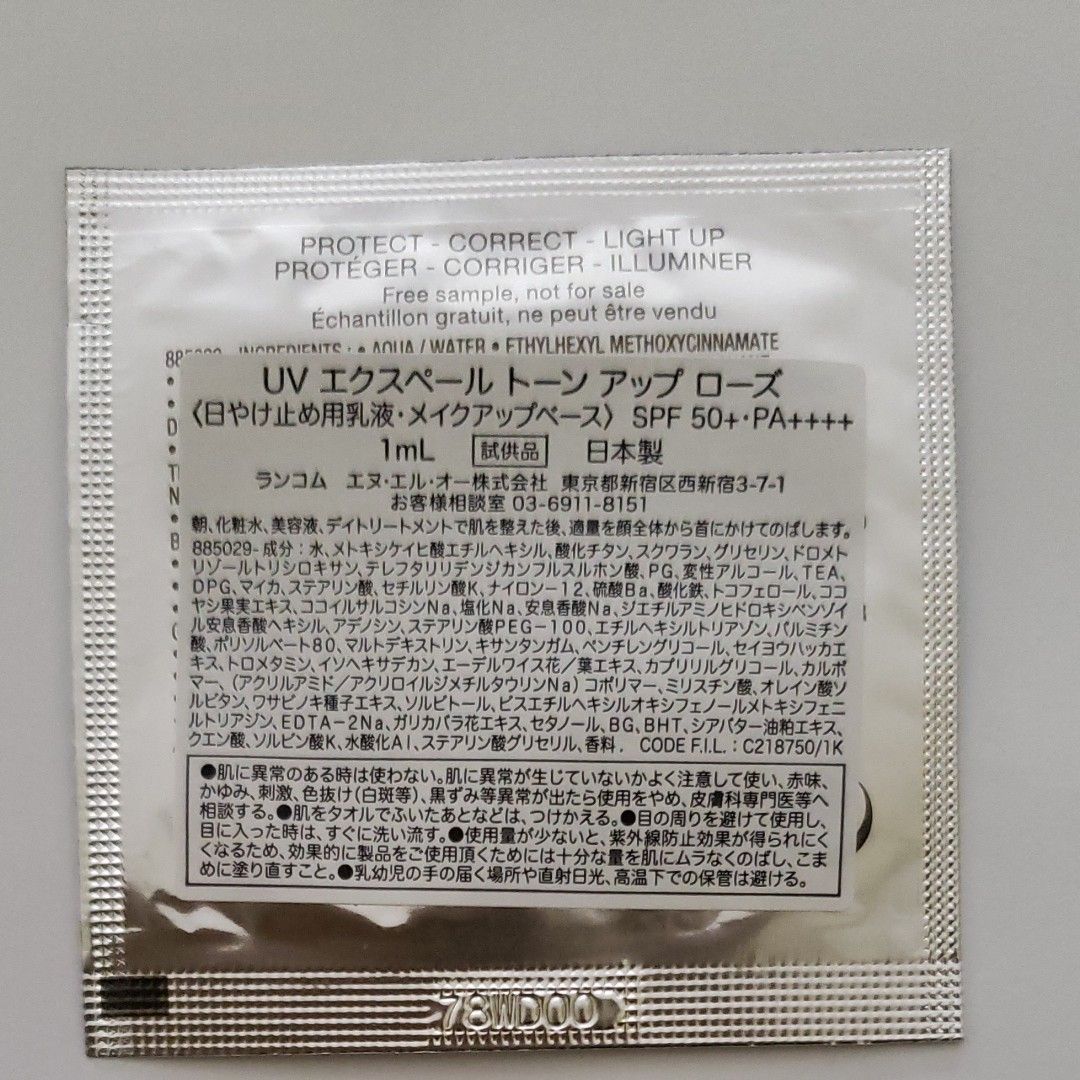 PROTECT - CORRECT - LIGHT UP
PROTÉGER - CORRIGER - ILLUMINER
Free sample, not for sale
Échantillon gratuit, ne peut être vendu
INGREDIENTS : • AQUA / WATER • ETHYLHEXYL METHOXYCINNAMATE
UV エクスペール トーン アップ ローズ
〈日やけ止め用乳液・メイクアップベース〉 SPF 50+・PA++++
1mL 試供品 日本製
ランコム エヌ・エル・オー株式会社 東京都新宿区西新宿3-7-1
お客様相談室 03-6911-8151
朝、化粧水、美容液、デイトリートメントで肌を整えた後、適量を顔全体から首にかけてのばします。
885029-成分：水、メトキシケイヒ酸エチルヘキシル、酸化チタン、スクワラン、グリセリン、ドロメト
リゾールトリシロキサン、テレフタリリデンジカンフルスルホン酸、PG、変性アルコール、TEA、
DPG、マイカ、ステアリン酸、セチルリン酸K、ナイロン-12、硫酸Ba、酸化鉄、トコフェロール、ココ
ヤシ果実エキス、ココイルサルコシンNa、塩化Na、安息香酸Na、ジエチルアミノヒドロキシベンゾイ
ル安息香酸ヘキシル、アデノシン、ステアリン酸PEG-100、エチルヘキシルトリアゾン、パルミチン
酸、ポリソルベート80、マルトデキストリン、キサンタンガム、ペンチレングリコール、セイヨウハッカエ
キス、トロメタミン、イソヘキサデカン、エーデルワイス花／葉エキス、カプリリルグリコール、カルボ
マー、(アクリルアミド／アクリロイルジメチルタウリンNa)コポリマー、ミリスチン酸、オレイン酸ソ
ルビタン、ワサビノキ種子エキス、ソルビトール、ビスエチルヘキシルオキシフェノールメトキシフェニ
ルトリアジン、EDTA-2Na、ガリカバラ花エキス、セタノール、BG、BHT、シアバター油粕エキス、
クエン酸、ソルビン酸K、水酸化Al、ステアリン酸グリセリル、香料. CODE F.I.L. : C218750/1K
●肌に異常のある時は使わない。肌に異常が生じていないかよく注意して使い、赤味、
かゆみ、刺激、色抜け(白斑等)、黒ずみ等異常が出たら使用をやめ、皮膚科専門医等へ
相談する。●肌をタオルでふいたあとなどは、つけかえる。●目の周りを避けて使用し、
目に入った時は、すぐに洗い流す。●使用量が少ないと、紫外線防止効果が得られにく
くなるため、効果的に製品をご使用頂くためには十分な量を肌にムラなくのばし、こま
めに塗り直すこと。●乳幼児の手の届く場所や直射日光、高温下での保管は避ける。
78WD00